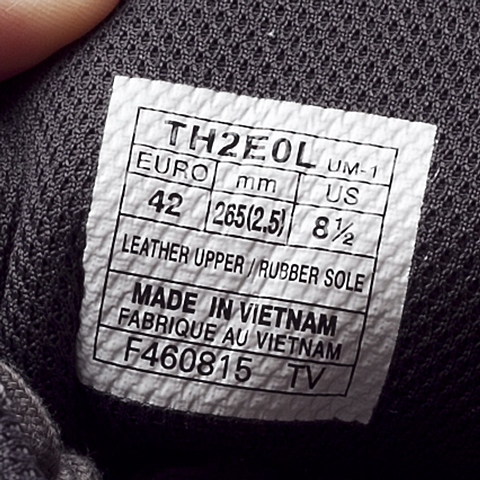 TH2E0L UM-1
EURO mm US
42 265(2.5) 8½
LEATHER UPPER / RUBBER SOLE
MADE IN VIETNAM
FABRIQUE AU VIETNAM
F460815 TV